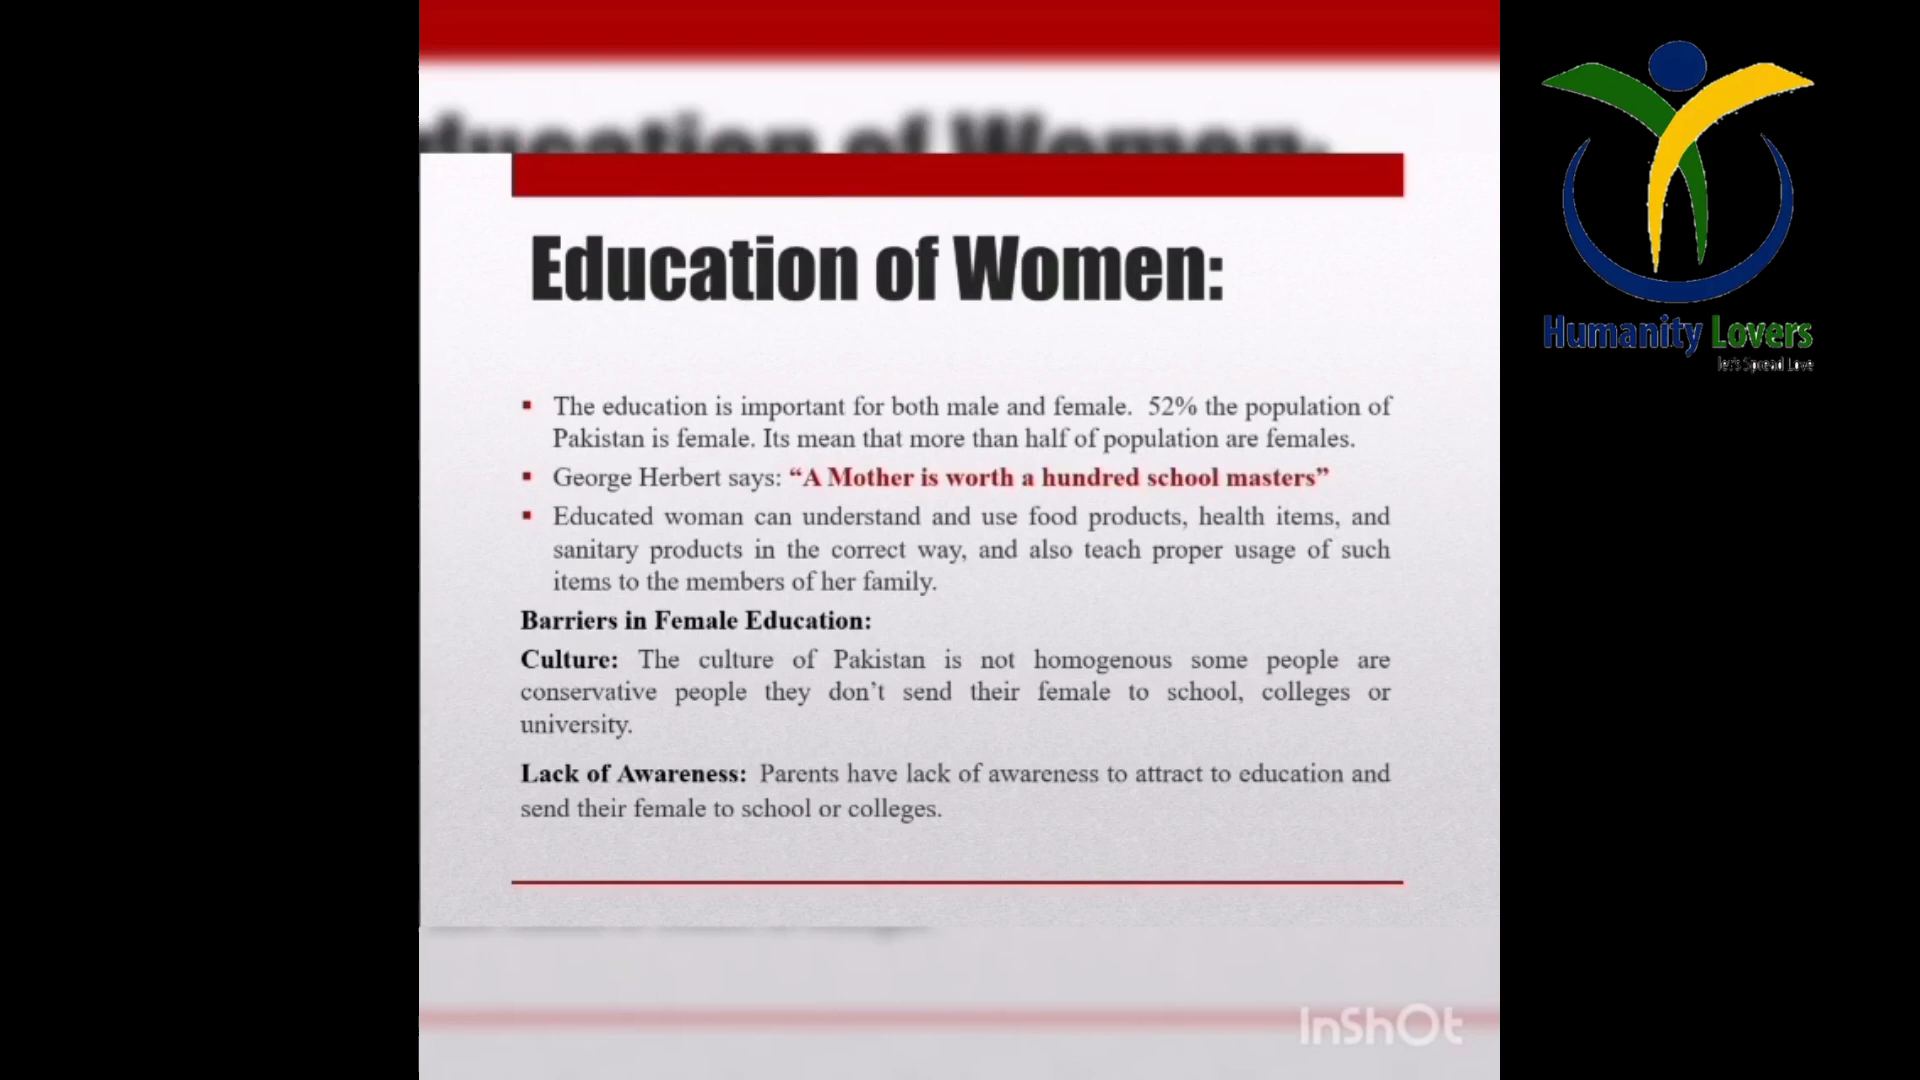 Education of Women:
The education is important for both male and female. 52% the population of
Pakistan is female. Its mean that more than half of population are females.
George Herbert says: “A Mother is worth a hundred school masters”
Educated woman can understand and use food products, health items, and
sanitary products in the correct way, and also teach proper usage of such
items to the members of her family.
Barriers in Female Education:
Culture: The culture of Pakistan is not homogenous some people are
conservative people they don’t send their female to school, colleges or
university.
Lack of Awareness: Parents have lack of awareness to attract to education and
send their female to school or colleges.
Humanity Lovers
let's Spread Love
InShOt